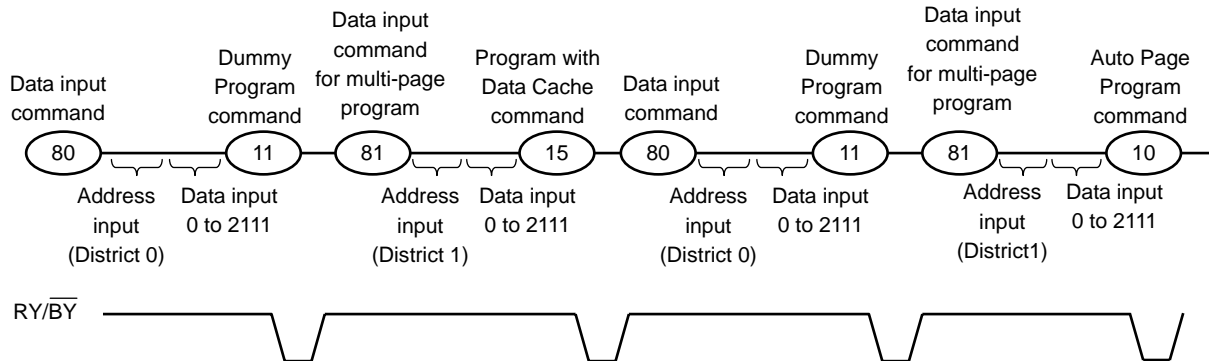 Data input
command
Dummy
Program
command
Data input
command
for multi-page
program
Program with
Data Cache
command
Data input
command
Dummy
Program
command
Data input
command
for multi-page
program
Auto Page
Program
command
80
11
81
15
80
11
81
10
Address
input
(District 0)
Data input
0 to 2111
Address
input
(District 1)
Data input
0 to 2111
Address
input
(District 0)
Data input
0 to 2111
Address
input
(District1)
Data input
0 to 2111
RY/B̅Y̅